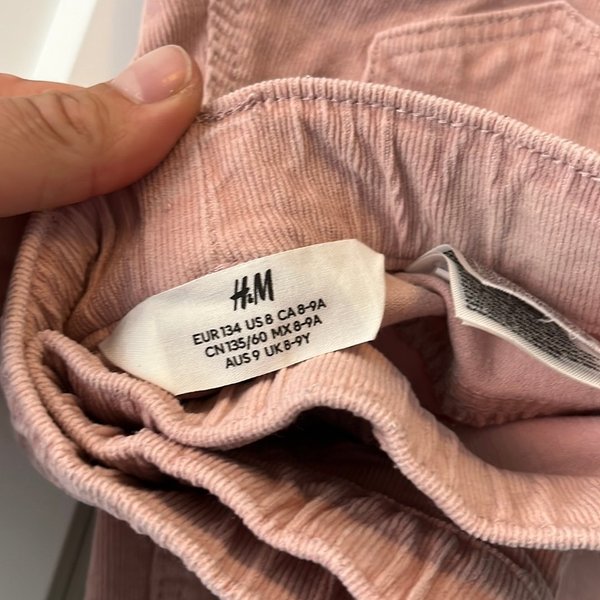 H&M
EUR 134 US 8 CA 8-9A
CN 135/60 MX 8-9A
AUS 9 UK 8-9Y